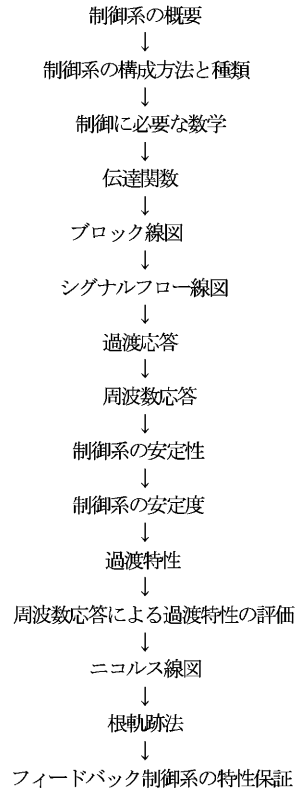 制御系の概要
↓
制御系の構成方法と種類
↓
制御に必要な数学
↓
伝達関数
↓
ブロック線図
↓
シグナルフロー線図
↓
過渡応答
↓
周波数応答
↓
制御系の安定性
↓
制御系の安定度
↓
過渡特性
↓
周波数応答による過渡特性の評価
↓
ニコルス線図
↓
根軌跡法
↓
フィードバック制御系の特性保証